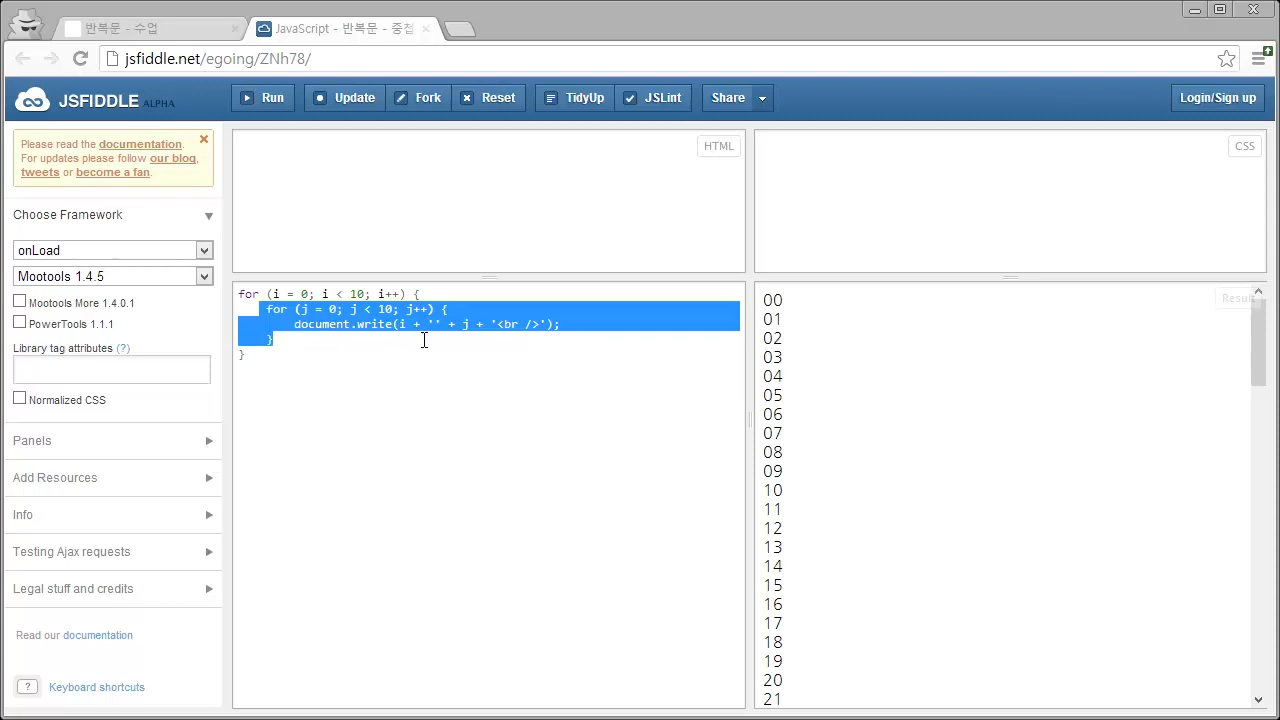 반복문 - 수업
JavaScript - 반복문 - 중첩
jsfiddle.net/egoing/ZNh78/
JSFIDDLE ALPHA
Run
Update
Fork
Reset
TidyUp
JSLint
Share
Login/Sign up
Please read the documentation.
For updates please follow our blog,
tweets or become a fan.
Choose Framework
onLoad
Mootools 1.4.5
Mootools More 1.4.0.1
PowerTools 1.1.1
Library tag attributes (?)
Normalized CSS
Panels
Add Resources
Info
Testing Ajax requests
Legal stuff and credits
Read our documentation
? Keyboard shortcuts
HTML
CSS
for (i = 0; i < 10; i++) {
for (j = 0; j < 10; j++) {
document.write(i + '' + j + '<br />');
}
}
Result
00
01
02
03
04
05
06
07
08
09
10
11
12
13
14
15
16
17
18
19
20
21